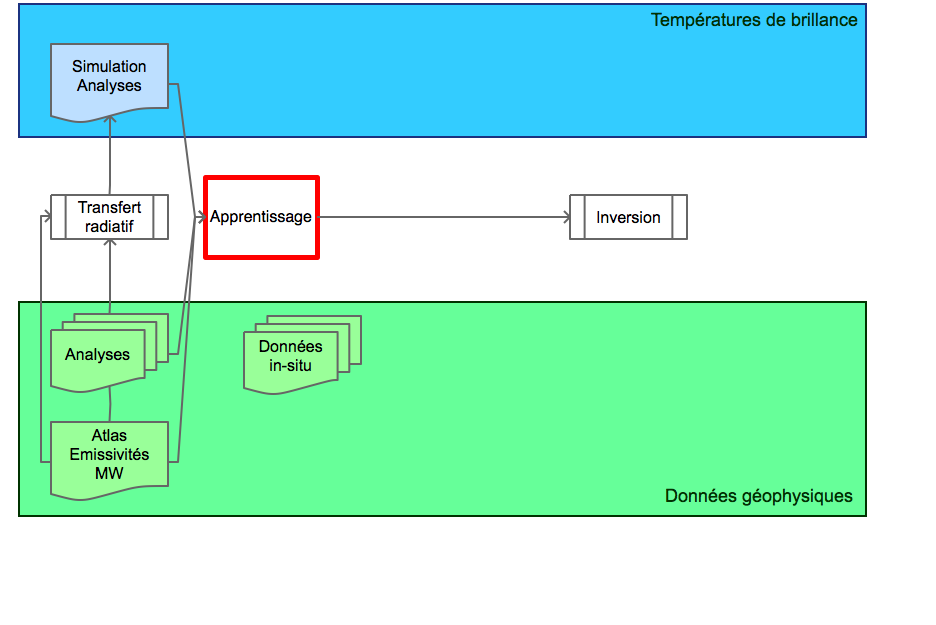 Températures de brillance
Simulation
Analyses
Transfert
radiatif
Apprentissage
Inversion
Analyses
Données
in-situ
Atlas
Emissivités
MW
Données géophysiques